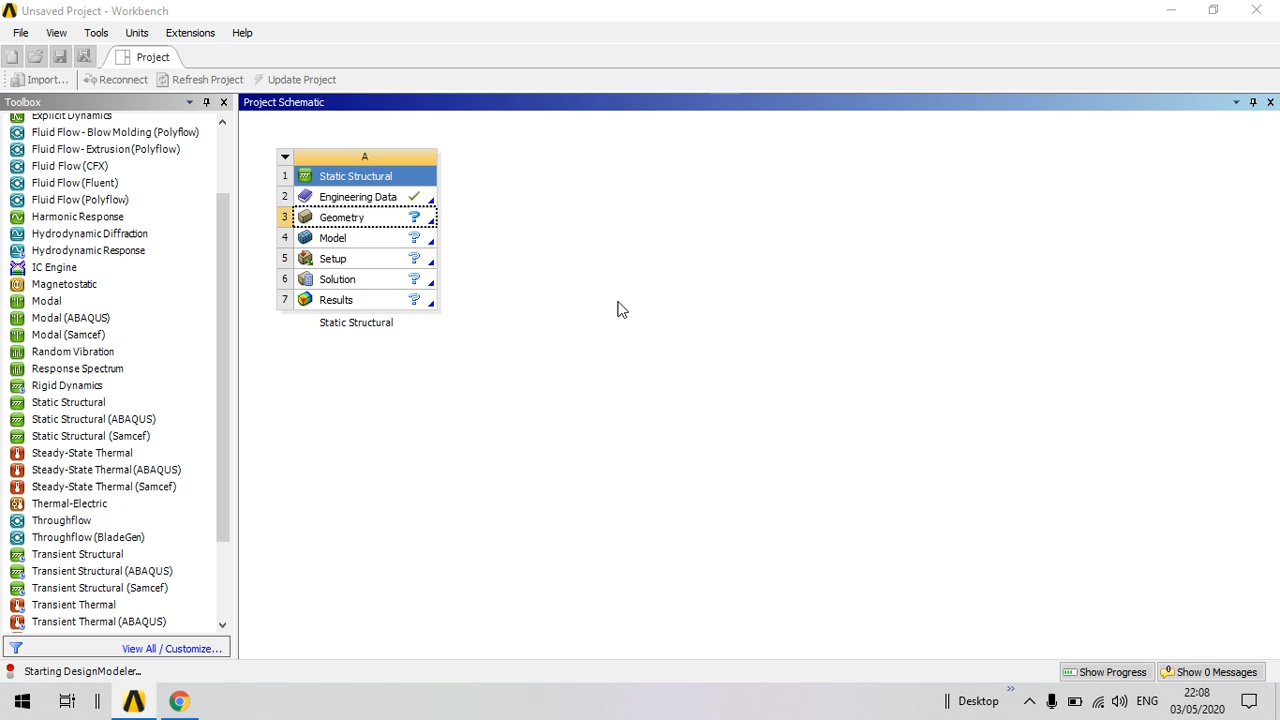 Unsaved Project - Workbench
File View Tools Units Extensions Help
Project
Import... Reconnect Refresh Project Update Project
Toolbox
Project Schematic
Explicit Dynamics
Fluid Flow - Blow Molding (Polyflow)
Fluid Flow- Extrusion (Polyflow)
Fluid Flow (CFX)
Fluid Flow (Fluent)
Fluid Flow (Polyflow)
Harmonic Response
Hydrodynamic Diffraction
Hydrodynamic Response
IC Engine
Magnetostatic
Modal
Modal (ABAQUS)
Modal (Samcef)
Random Vibration
Response Spectrum
Rigid Dynamics
Static Structural
Static Structural (ABAQUS)
Static Structural (Samcef)
Steady-State Thermal
Steady-State Thermal (ABAQUS)
Steady-State Thermal (Samcef)
Thermal-Electric
Throughflow
Throughflow (BladeGen)
Transient Structural
Transient Structural (ABAQUS)
Transient Structural (Samcef)
Transient Thermal
Transient Thermal (ABAQUS)
View All / Customize...
A
1 Static Structural
2 Engineering Data
3 Geometry ?
4 Model ?
5 Setup ?
6 Solution ?
7 Results ?
Static Structural
Starting DesignModeler...
Show Progress Show 0 Messages
Desktop » ENG
22:08
03/05/2020